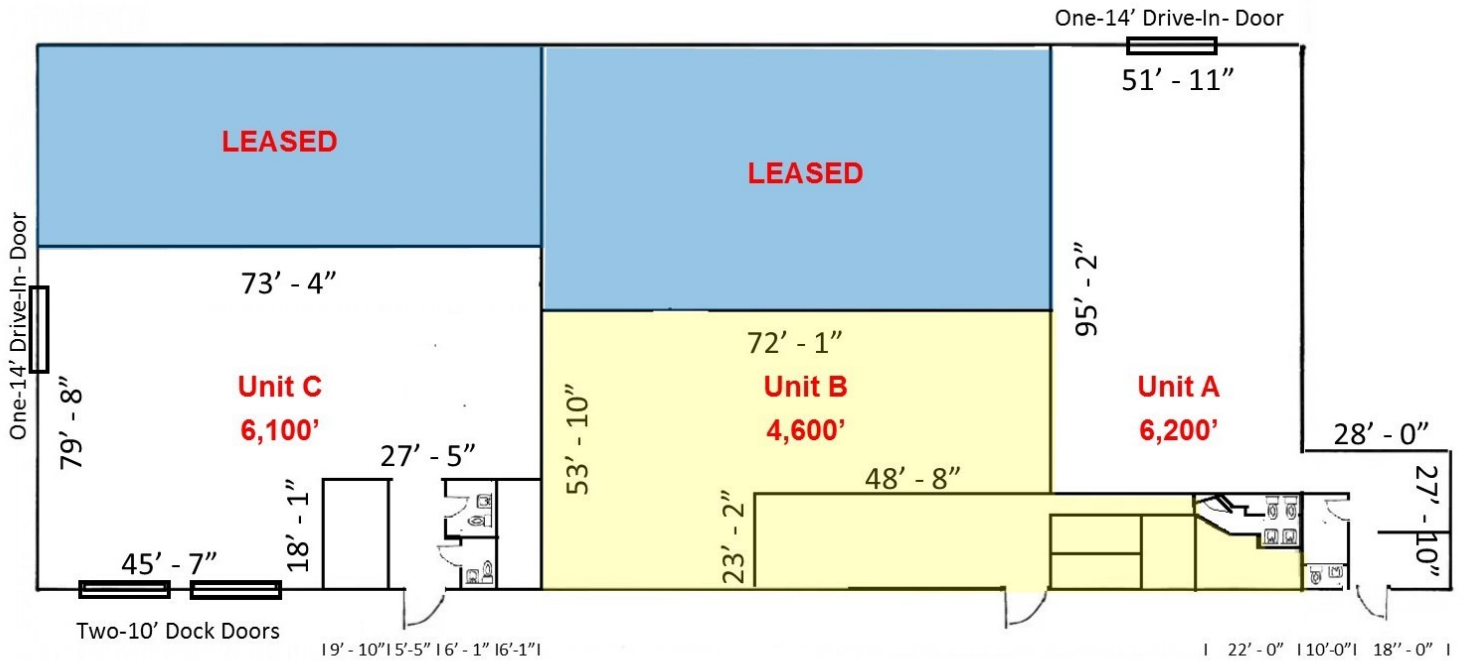 One-14’ Drive-In- Door
51’ - 11”
LEASED
LEASED
One-14’ Drive-In- Door
73’ - 4”
95’ - 2”
72’ - 1”
Unit C
6,100’
Unit B
4,600’
Unit A
6,200’
79’ - 8”
53’ - 10”
28’ - 0”
27’ - 5”
48’ - 8”
27’ - 10”
18’ - 1”
23’ - 2”
45’ - 7”
Two-10’ Dock Doors
I 9’ - 10” I 5’-5” I 6’ - 1” I6’-1”I
I 22’ - 0” I 10’-0”I 18’’ - 0” I